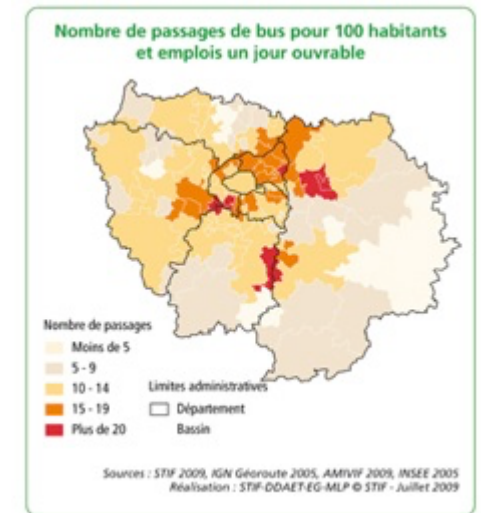 Nombre de passages de bus pour 100 habitants
et emplois un jour ouvrable
Nombre de passages
Moins de 5
5 - 9
10 - 14
15 - 19
Plus de 20
Limites administratives
Département
Bassin
Sources : STIF 2009, IGN Géoroute 2005, AMIVIF 2009, INSEE 2005
Réalisation : STIF-DDAET-EG-MLP © STIF - Juillet 2009